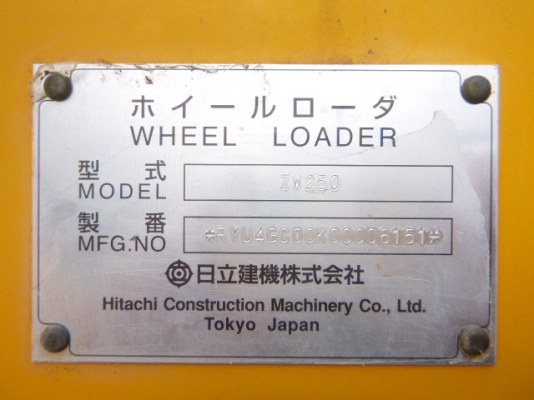 ホイールローダ
WHEEL LOADER
型式
MODEL ZW250
製番
MFG.NO
日立建機株式会社
Hitachi Construction Machinery Co., Ltd.
Tokyo Japan